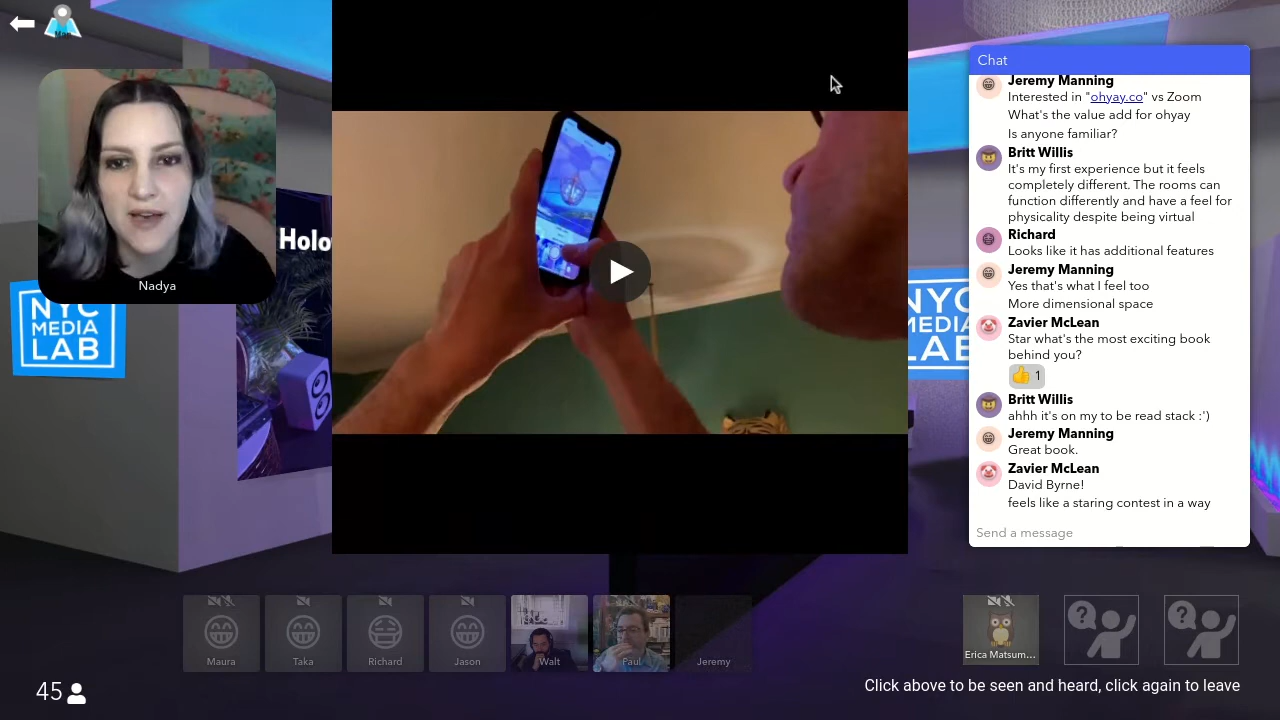 Map
Nadya
Holo
NYC
MEDIA
LAB
NYC
MEDIA
LAB
Chat
Jeremy Manning
Interested in "ohyay.co" vs Zoom
What's the value add for ohyay
Is anyone familiar?
Britt Willis
It's my first experience but it feels
completely different. The rooms can
function differently and have a feel for
physicality despite being virtual
Richard
Looks like it has additional features
Jeremy Manning
Yes that's what I feel too
More dimensional space
Zavier McLean
Star what's the most exciting book
behind you?
👍 1
Britt Willis
ahhh it's on my to be read stack :')
Jeremy Manning
Great book.
Zavier McLean
David Byrne!
feels like a staring contest in a way
Send a message
Maura
Taka
Richard
Jason
Walt
Paul
Jeremy
Erica Matsum...
45
Click above to be seen and heard, click again to leave